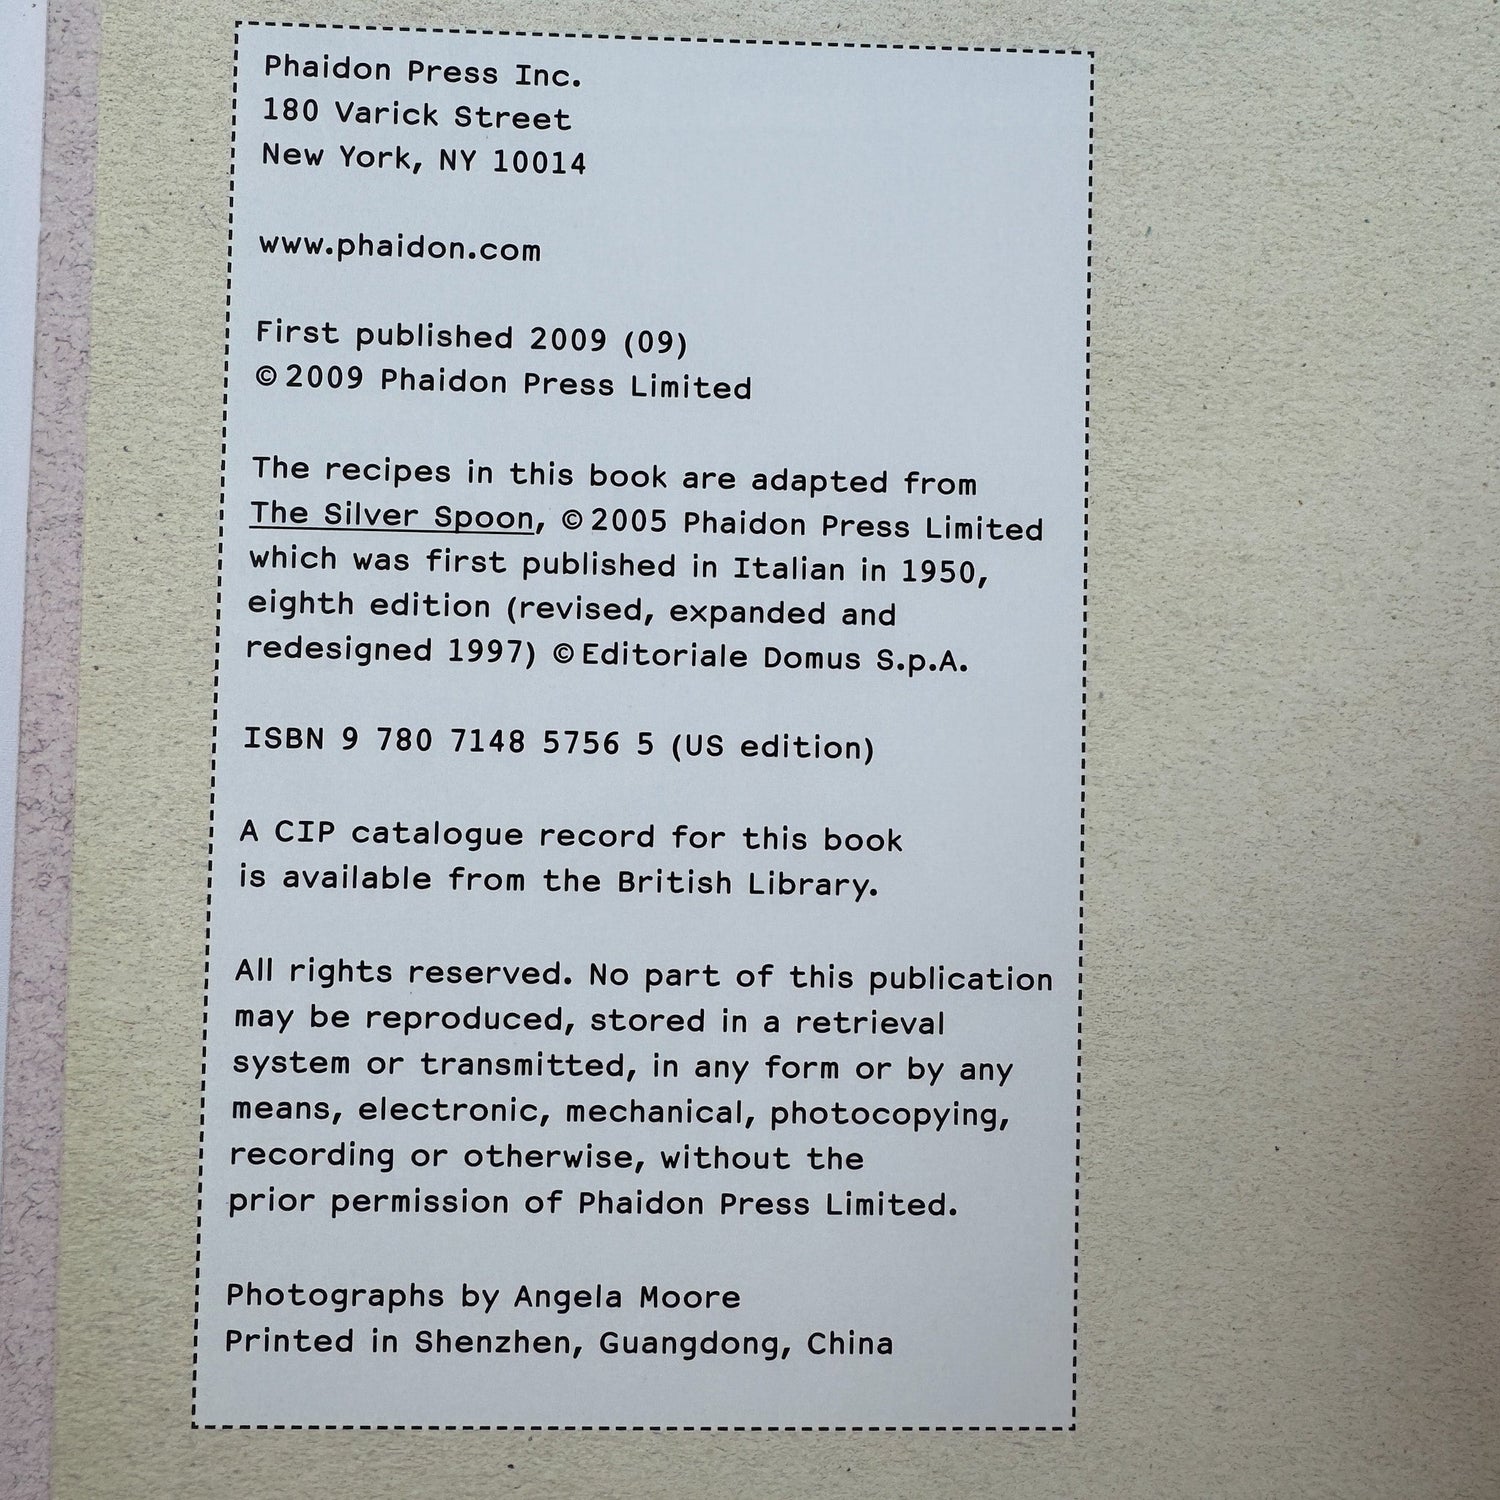 Phaidon Press Inc.
180 Varick Street
New York, NY 10014
www.phaidon.com
First published 2009 (09)
© 2009 Phaidon Press Limited
The recipes in this book are adapted from
The Silver Spoon, © 2005 Phaidon Press Limited
which was first published in Italian in 1950,
eighth edition (revised, expanded and
redesigned 1997) © Editoriale Domus S.p.A.
ISBN 9 780 7148 5756 5 (US edition)
A CIP catalogue record for this book
is available from the British Library.
All rights reserved. No part of this publication
may be reproduced, stored in a retrieval
system or transmitted, in any form or by any
means, electronic, mechanical, photocopying,
recording or otherwise, without the
prior permission of Phaidon Press Limited.
Photographs by Angela Moore
Printed in Shenzhen, Guangdong, China